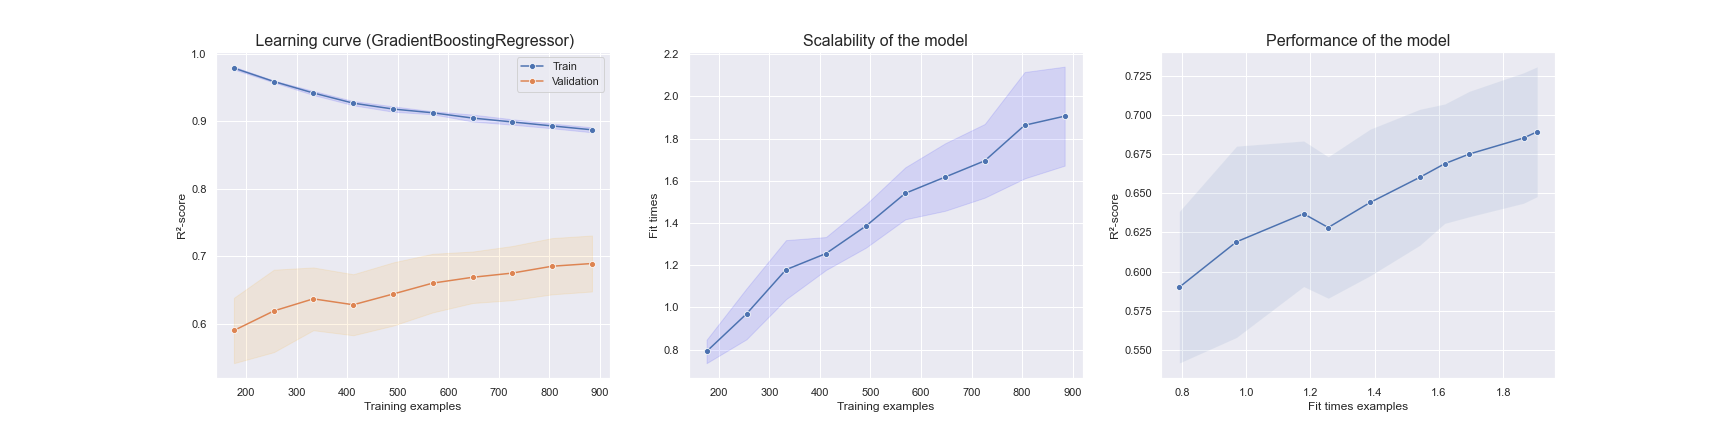 Learning curve (GradientBoostingRegressor)
Train
Validation
1.0
0.9
0.8
0.7
0.6
R²-score
200 300 400 500 600 700 800 900
Training examples
Scalability of the model
2.2
2.0
1.8
1.6
1.4
1.2
1.0
0.8
Fit times
200 300 400 500 600 700 800 900
Training examples
Performance of the model
0.725
0.700
0.675
0.650
0.625
0.600
0.575
0.550
R²-score
0.8 1.0 1.2 1.4 1.6 1.8
Fit times examples